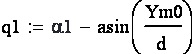 q1 := α1 − asin(Ym0/d)